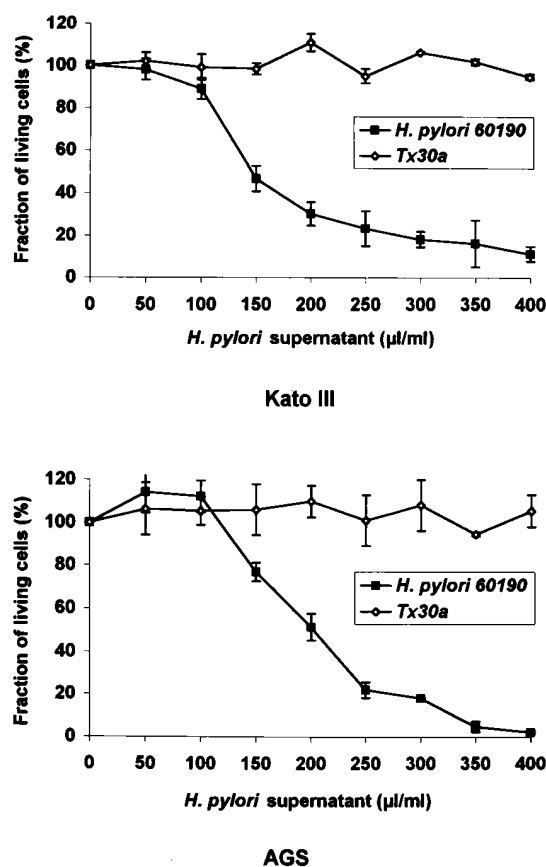 120
100
80
60
40
20
0
Fraction of living cells (%)
H. pylori 60190
Tx30a
0 50 100 150 200 250 300 350 400
H. pylori supernatant (µl/ml)
Kato III
120
100
80
60
40
20
0
Fraction of living cells (%)
H. pylori 60190
Tx30a
0 50 100 150 200 250 300 350 400
H. pylori supernatant (µl/ml)
AGS